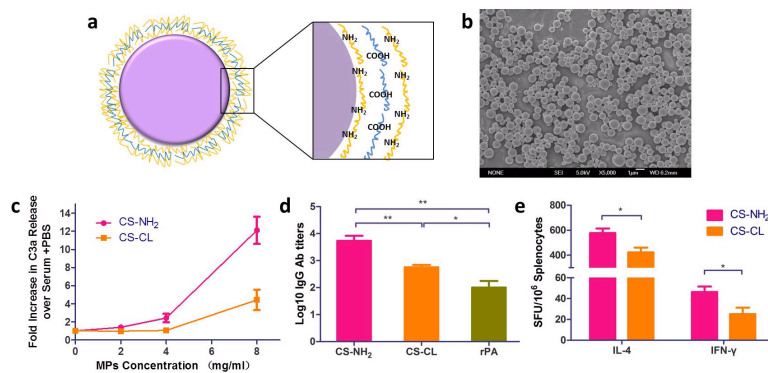 a
NH2
NH2
COOH
NH2
NH2
COOH
NH2
COOH
NH2
NH2
b
NONE SEI 5.0kV X5,000 1μm WD 6.2mm
c
Fold Increase in C3a Release
over Serum +PBS
14
12
10
8
6
4
2
0
CS-NH2
CS-CL
0 2 4 8
MPs Concentration (mg/ml)
d
Log10 IgG Ab titers
5
4
3
2
1
0
**
** *
CS-NH2 CS-CL rPA
e
SFU/10^6 Splenocytes
800
600
400
60
40
20
0
*
*
CS-NH2
CS-CL
IL-4 IFN-γ